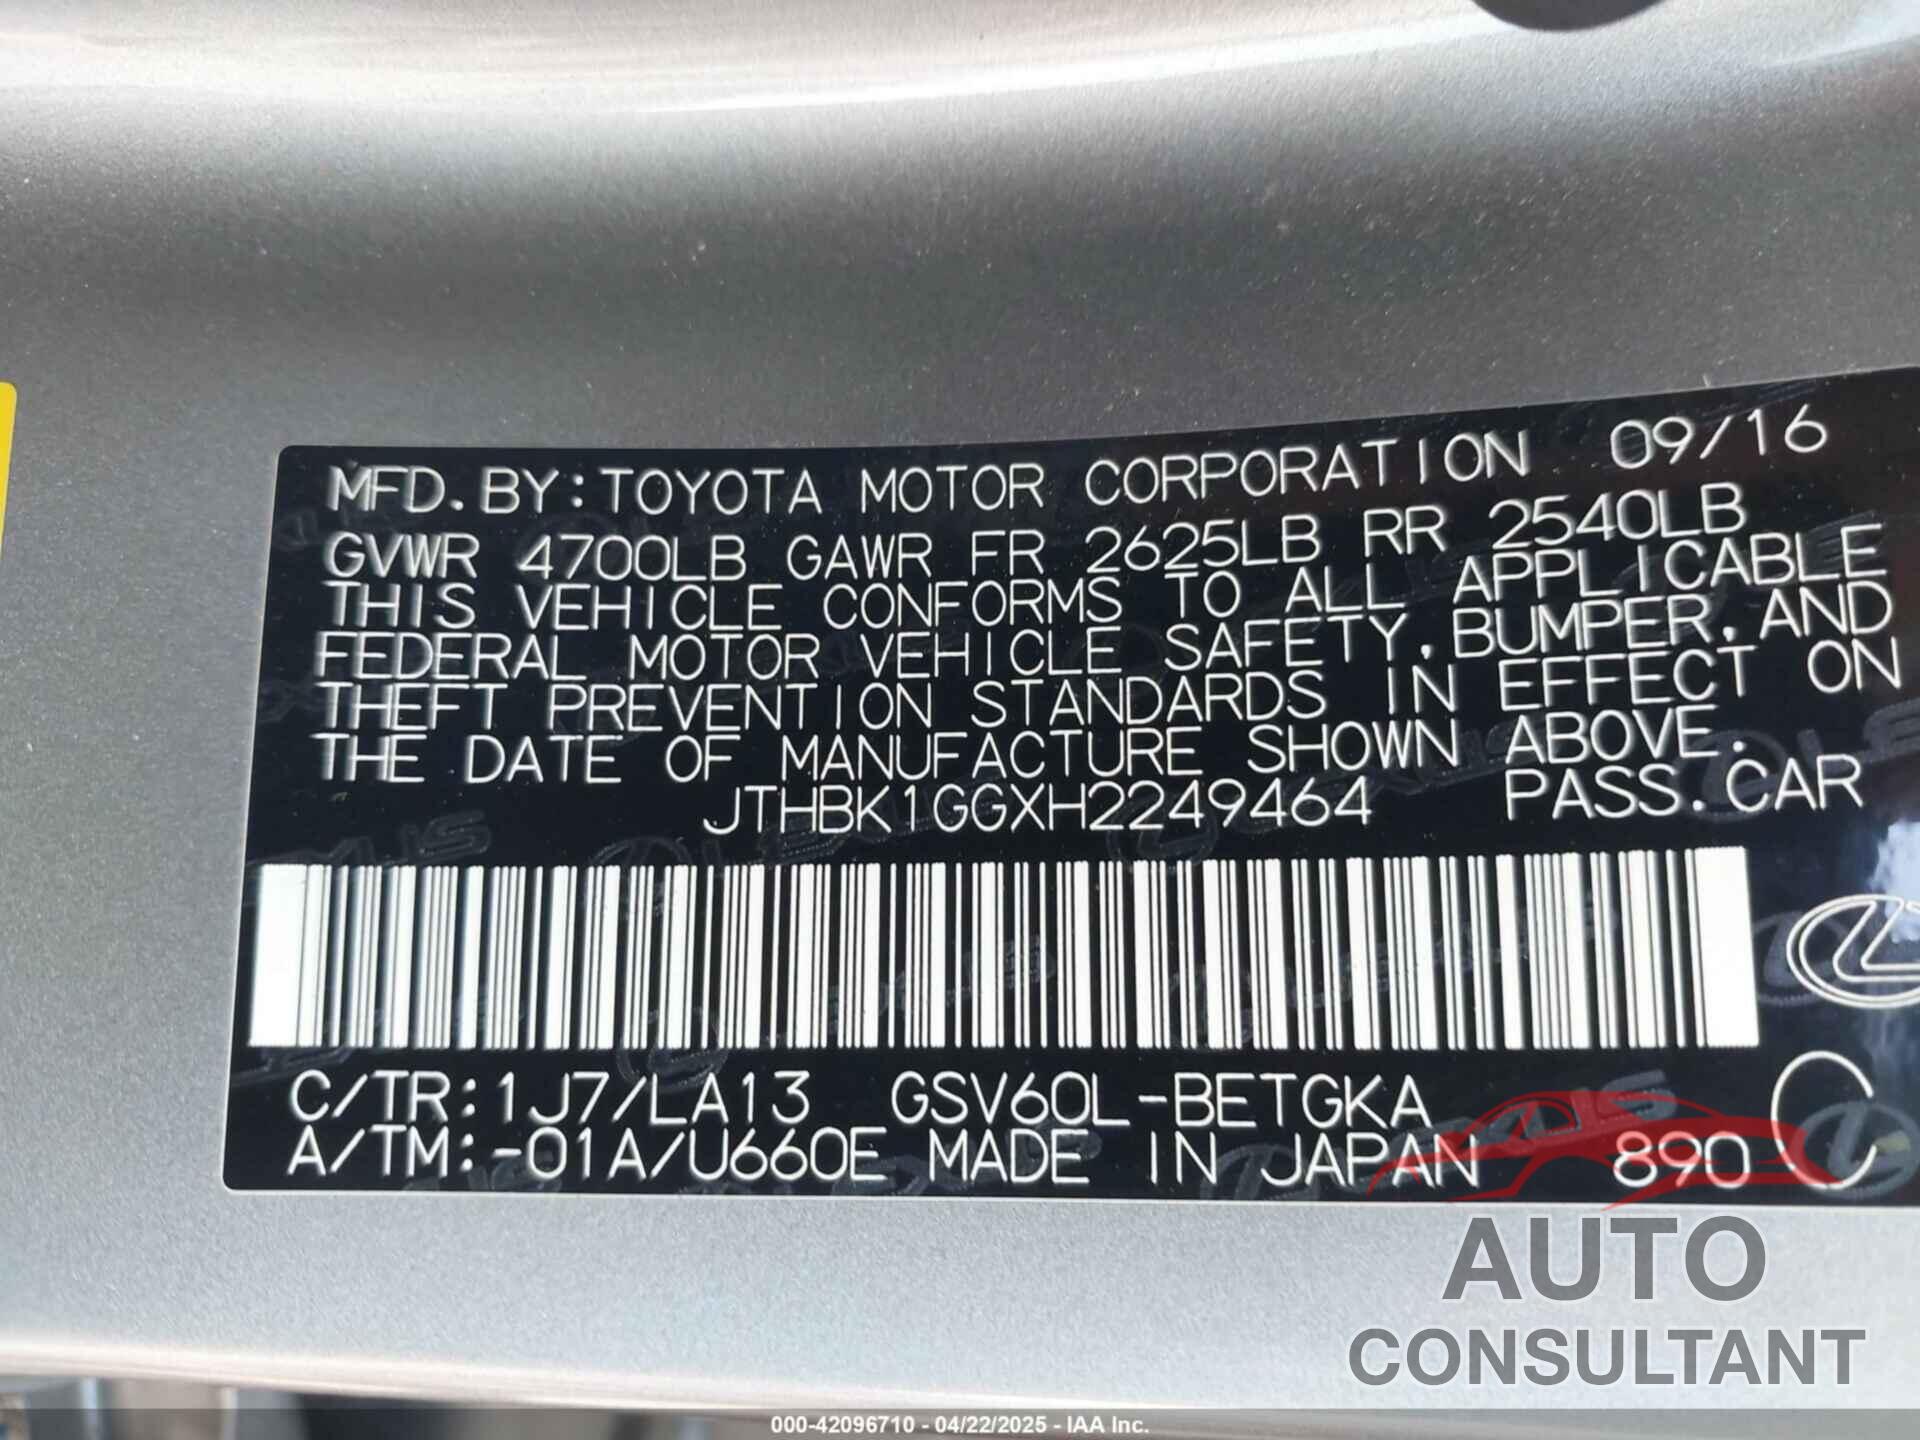 MFD. BY: TOYOTA MOTOR CORPORATION 09/16
GVWR 4700LB GAWR FR 2625LB RR 2540LB
THIS VEHICLE CONFORMS TO ALL APPLICABLE
FEDERAL MOTOR VEHICLE SAFETY, BUMPER, AND
THEFT PREVENTION STANDARDS IN EFFECT ON
THE DATE OF MANUFACTURE SHOWN ABOVE.
JTHBK1GGXH2249464 PASS. CAR
C/TR: 1J7/LA13 GSV60L-BETGKA
A/TM: -01A/U660E MADE IN JAPAN 890 C
AUTO
CONSULTANT
000-42096710 - 04/22/2025 - IAA Inc.